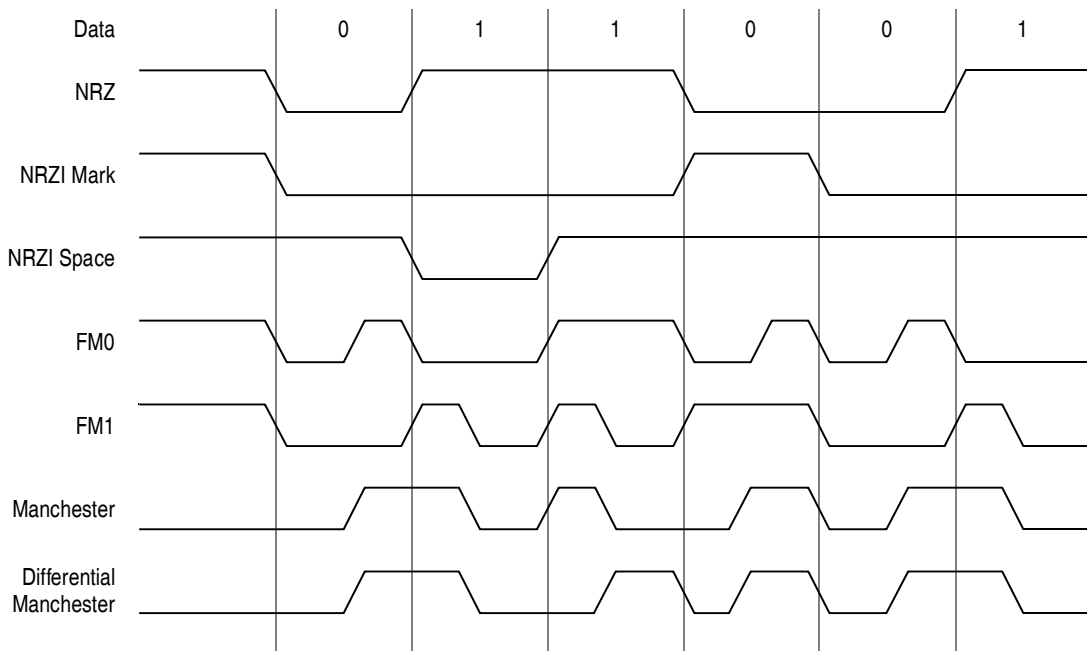 Data 0 1 1 0 0 1
NRZ
NRZI Mark
NRZI Space
FM0
FM1
Manchester
Differential
Manchester